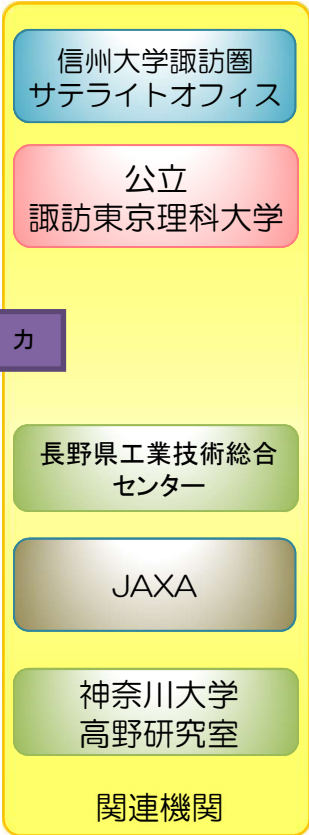 信州大学諏訪圏
サテライトオフィス
公立
諏訪東京理科大学
力
長野県工業技術総合
センター
JAXA
神奈川大学
高野研究室
関連機関